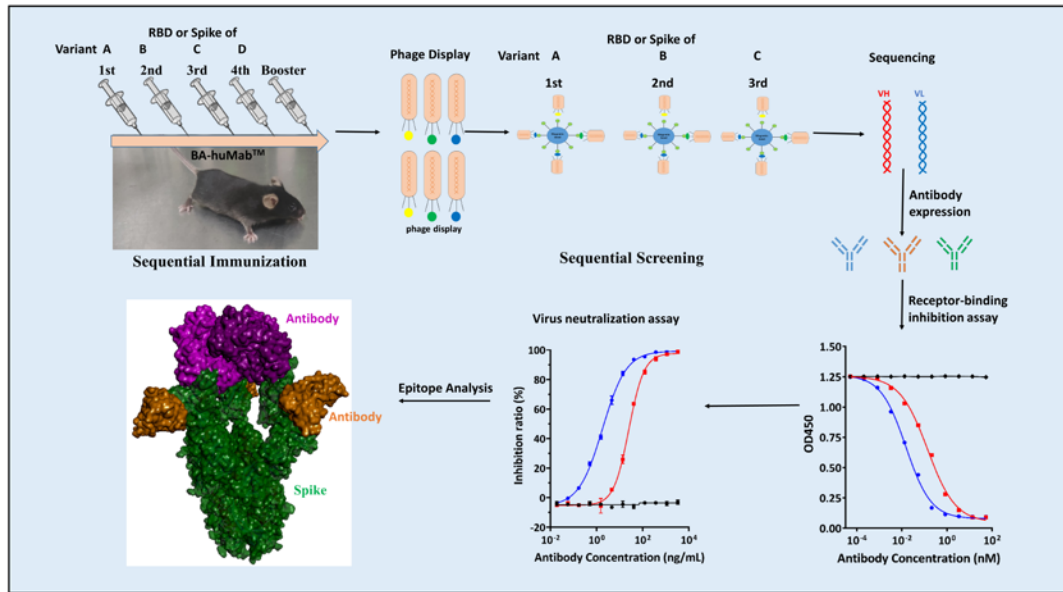 RBD or Spike of
Variant A B C D
1st 2nd 3rd 4th Booster
BA-huMab™
Sequential Immunization
Phage Display
phage display
RBD or Spike of
Variant A B C
1st 2nd 3rd
Sequential Screening
Sequencing
VH VL
Antibody
expression
Receptor-binding
inhibition assay
1.50
1.25
1.00
0.75
0.50
0.25
0.00
OD450
10-4 10-2 100 102
Antibody Concentration (nM)
Virus neutralization assay
100
80
60
40
20
0
-20
Inhibition ratio (%)
10-2 100 102 104
Antibody Concentration (ng/mL)
Epitope Analysis
Antibody
Antibody
Spike